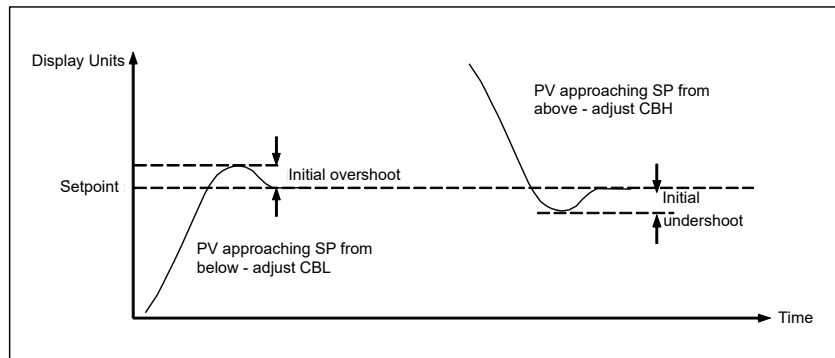 Display Units
PV approaching SP from
above - adjust CBH
Initial overshoot
Setpoint
Initial
undershoot
PV approaching SP from
below - adjust CBL
Time